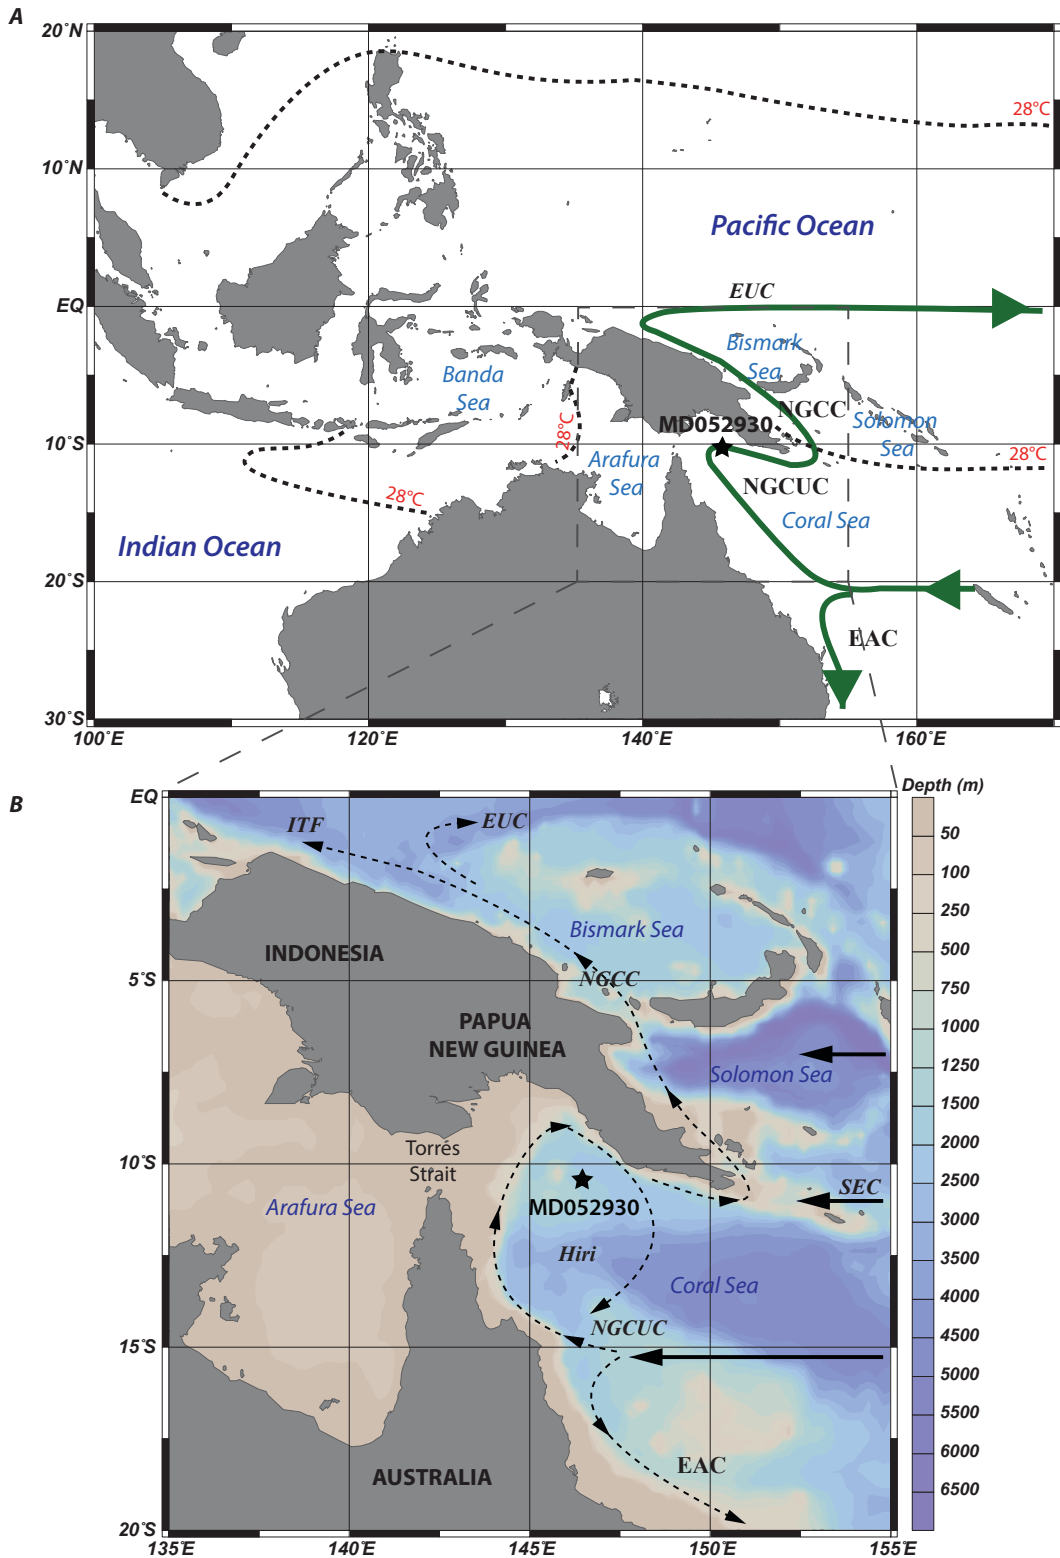 A
20˚N
28°C
10˚N
Pacific Ocean
EUC
EQ
Bismark
Sea
Banda
Sea
NGCC
MD052930
Solomon
Sea
28°C
10˚S
28°C
Arafura
Sea
NGCUC
28°C
Coral Sea
Indian Ocean
20˚S
EAC
30˚S
100˚E
120˚E
140˚E
160˚E
B
EQ
Depth (m)
ITF
EUC
50
100
Bismark Sea
250
INDONESIA
500
5˚S
NGCC
750
PAPUA
NEW GUINEA
1000
1250
Solomon Sea
1500
2000
Torrés
Strait
10˚S
2500
SEC
MD052930
Arafura Sea
3000
Hiri
3500
Coral Sea
4000
NGCUC
4500
15˚S
5000
5500
EAC
6000
AUSTRALIA
6500
20˚S
135˚E
140˚E
145˚E
150˚E
155˚E